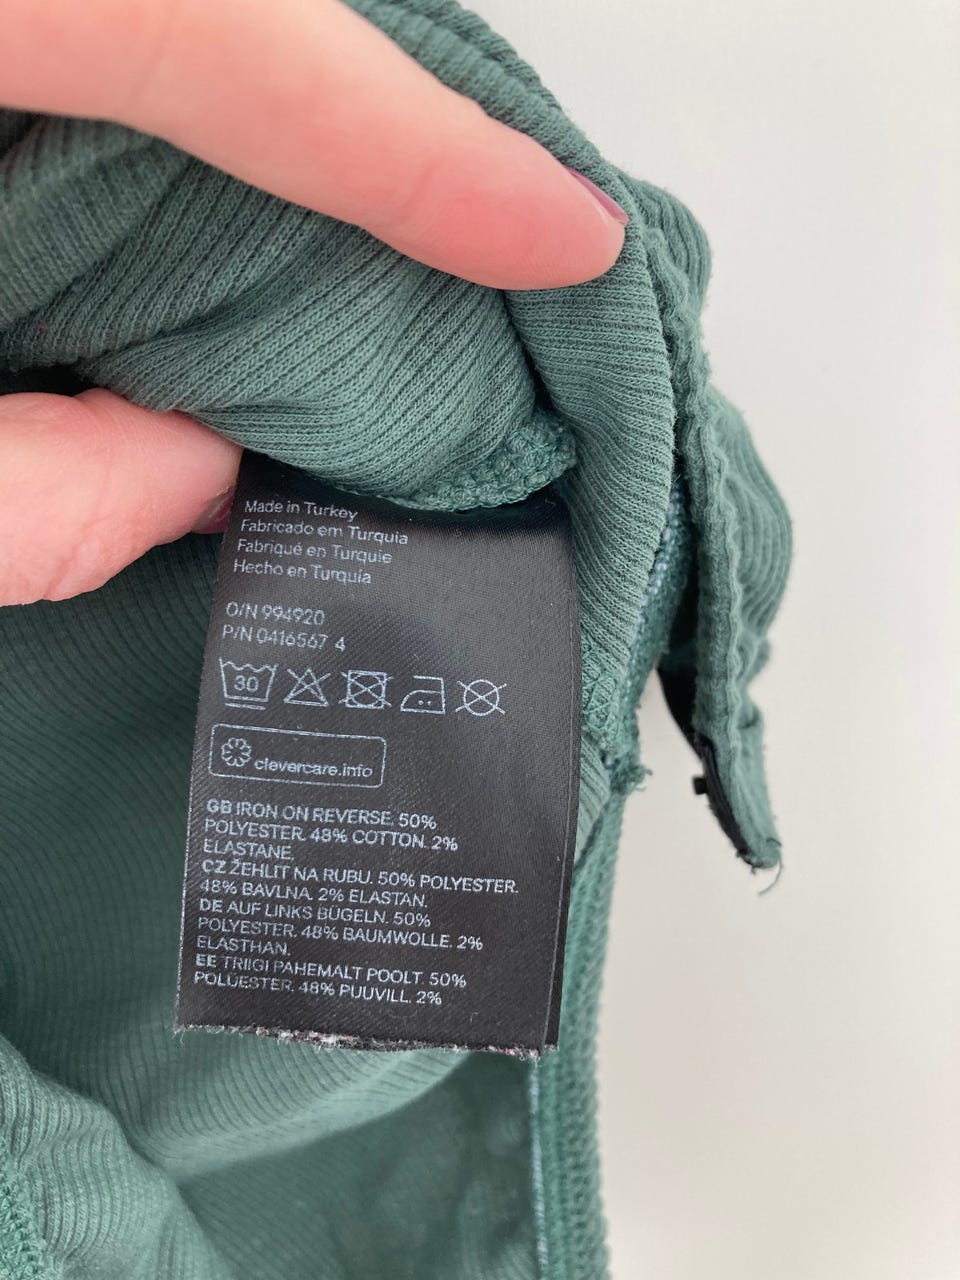 Made in Turkey
Fabricado em Turquia
Fabriqué en Turquie
Hecho en Turquia
O/N 994920
P/N 0416567 4
30
clevercare.info
GB IRON ON REVERSE. 50%
POLYESTER. 48% COTTON. 2%
ELASTANE.
CZ ŽEHLIT NA RUBU. 50% POLYESTER.
48% BAVLNA. 2% ELASTAN.
DE AUF LINKS BÜGELN. 50%
POLYESTER. 48% BAUMWOLLE. 2%
ELASTHAN.
EE TRIIGI PAHEMALT POOLT. 50%
POLÜESTER. 48% PUUVILL. 2%